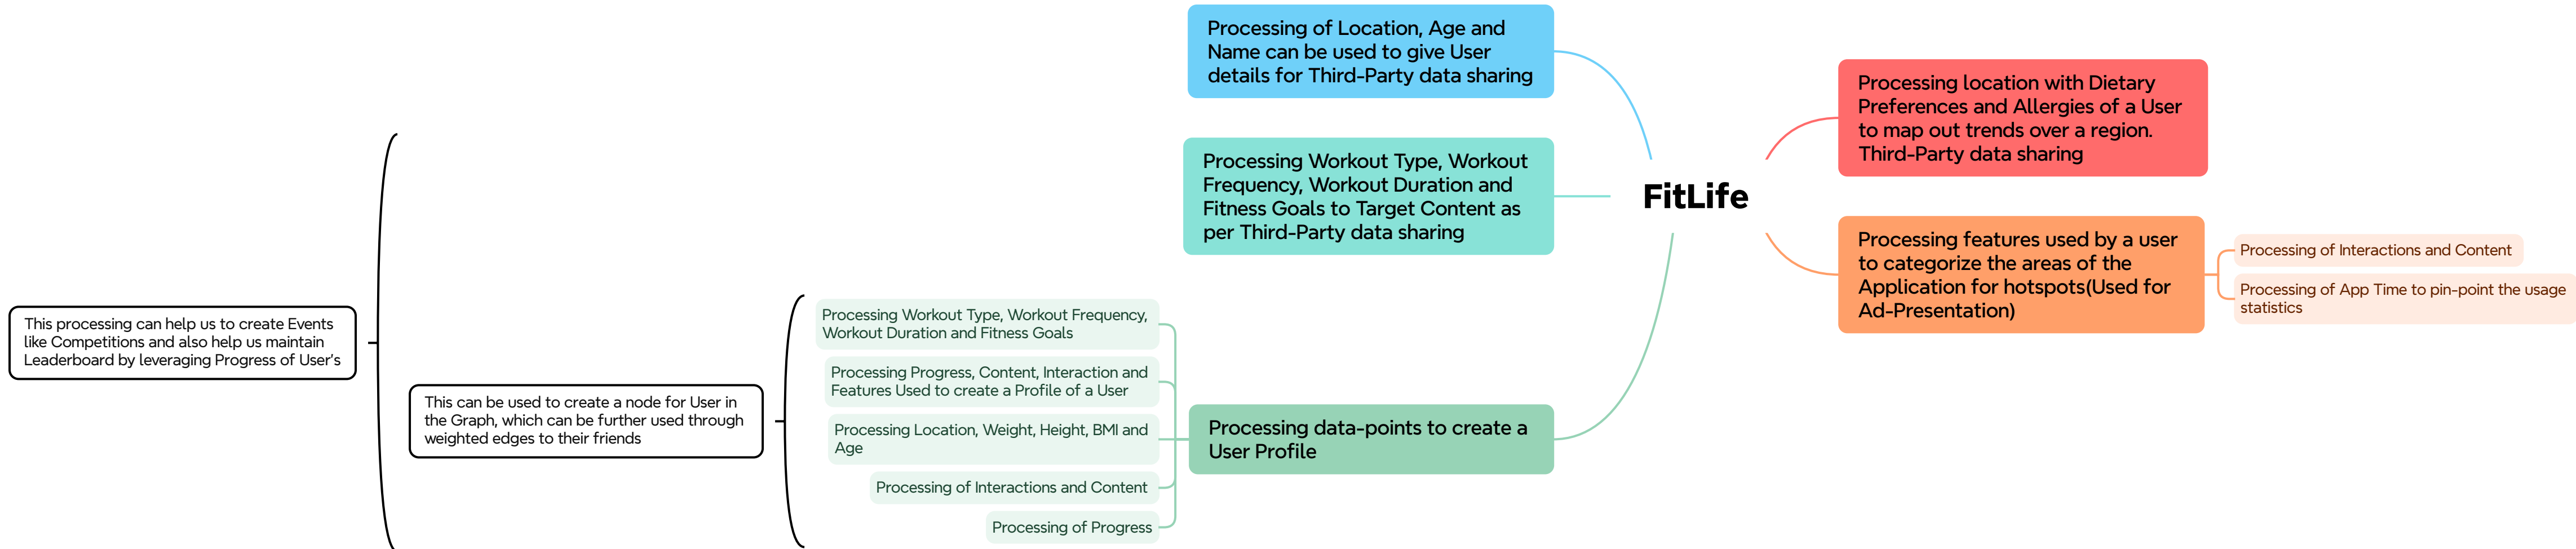 Processing of Location, Age and
Name can be used to give User
details for Third-Party data sharing
Processing Workout Type, Workout
Frequency, Workout Duration and
Fitness Goals to Target Content as
per Third-Party data sharing
FitLife
Processing location with Dietary
Preferences and Allergies of a User
to map out trends over a region.
Third-Party data sharing
Processing features used by a user
to categorize the areas of the
Application for hotspots(Used for
Ad-Presentation)
Processing of Interactions and Content
Processing of App Time to pin-point the usage
statistics
This processing can help us to create Events
like Competitions and also help us maintain
Leaderboard by leveraging Progress of User's
This can be used to create a node for User in
the Graph, which can be further used through
weighted edges to their friends
Processing Workout Type, Workout Frequency,
Workout Duration and Fitness Goals
Processing Progress, Content, Interaction and
Features Used to create a Profile of a User
Processing Location, Weight, Height, BMI and
Age
Processing of Interactions and Content
Processing of Progress
Processing data-points to create a
User Profile